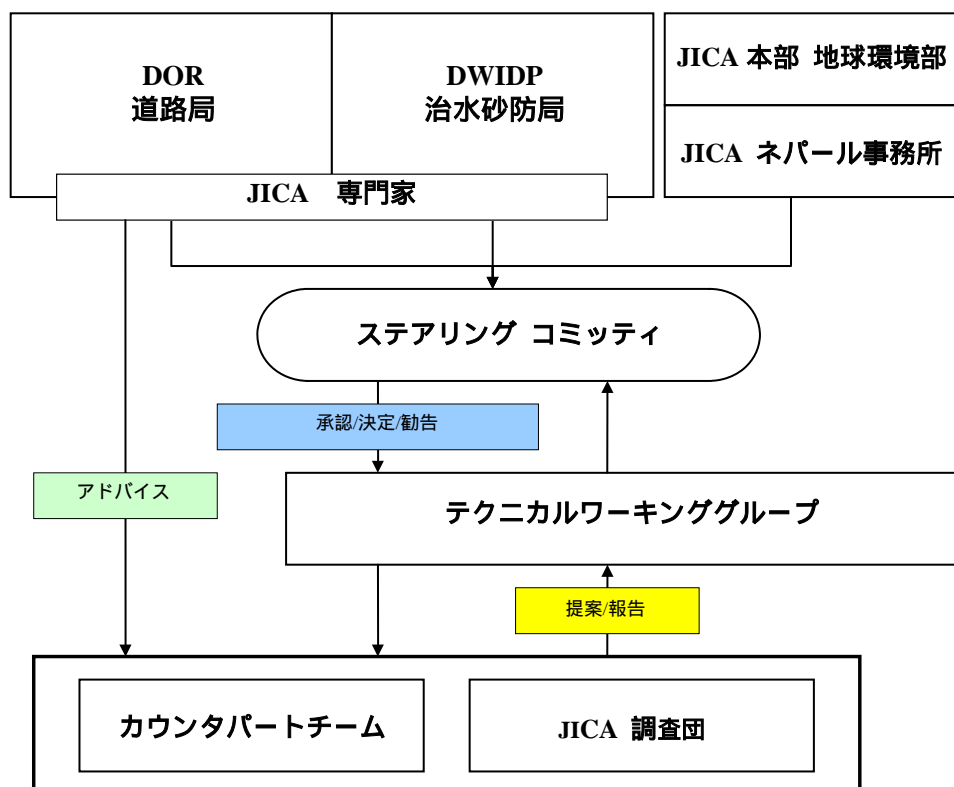 DOR
道路局
DWIDP
治水砂防局
JICA 本部 地球環境部
JICA ネパール事務所
JICA 専門家
ステアリング コミッティ
承認/決定/勧告
アドバイス
テクニカルワーキンググループ
提案/報告
カウンタパートチーム
JICA 調査団